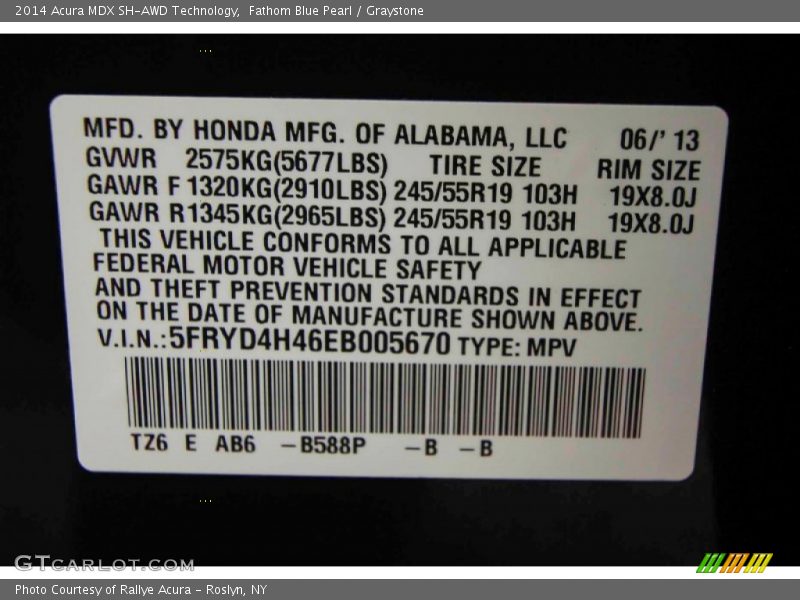 2014 Acura MDX SH-AWD Technology,  Fathom Blue Pearl / Graystone
MFD. BY HONDA MFG. OF ALABAMA, LLC 06/' 13
GVWR 2575KG(5677LBS) TIRE SIZE RIM SIZE
GAWR F 1320KG(2910LBS) 245/55R19 103H 19X8.0J
GAWR R 1345KG(2965LBS) 245/55R19 103H 19X8.0J
THIS VEHICLE CONFORMS TO ALL APPLICABLE
FEDERAL MOTOR VEHICLE SAFETY
AND THEFT PREVENTION STANDARDS IN EFFECT
ON THE DATE OF MANUFACTURE SHOWN ABOVE.
V.I.N.:5FRYD4H46EB005670 TYPE: MPV
TZ6 E AB6 -B588P -B -B
GTCARLOT.COM
Photo Courtesy of Rallye Acura - Roslyn, NY